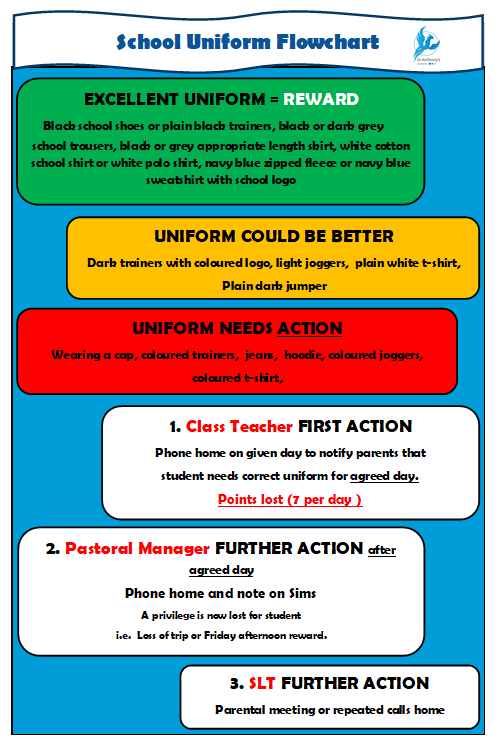 School Uniform Flowchart
St Anthony's
EXCELLENT UNIFORM = REWARD
Black school shoes or plain black trainers, black or dark grey
school trousers, black or grey appropriate length skirt, white cotton
school shirt or white polo shirt, navy blue zipped fleece or navy blue
sweatshirt with school logo
UNIFORM COULD BE BETTER
Dark trainers with coloured logo, light joggers, plain white t-shirt,
Plain dark jumper
UNIFORM NEEDS ACTION
Wearing a cap, coloured trainers, jeans, hoodie, coloured joggers,
coloured t-shirt,
1. Class Teacher FIRST ACTION
Phone home on given day to notify parents that
student needs correct uniform for agreed day.
Points lost (7 per day )
2. Pastoral Manager FURTHER ACTION after
agreed day
Phone home and note on Sims
A privilege is now lost for student
i.e. Loss of trip or Friday afternoon reward.
3. SLT FURTHER ACTION
Parental meeting or repeated calls home